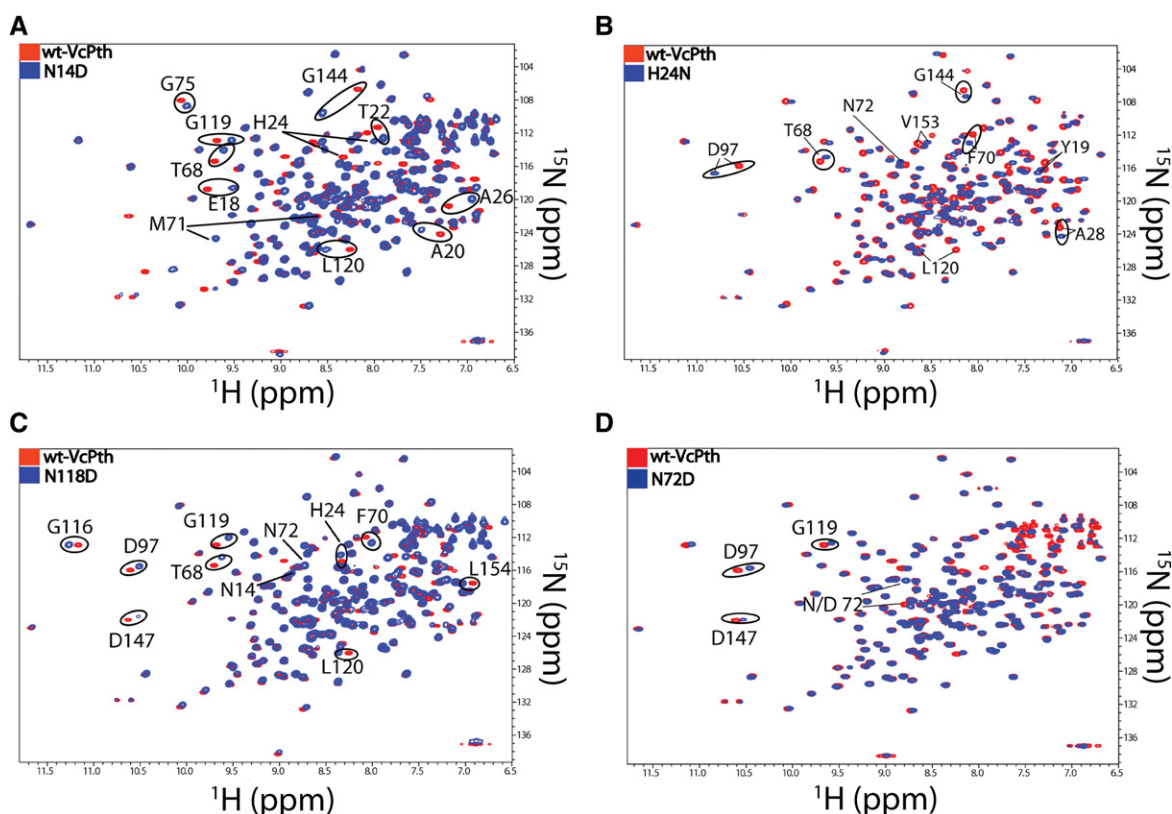 A
wt-VcPth
N14D
G75
G144
G119
H24
T22
T68
E18
A26
M71
A20
L120
108
112
116
120
124
128
132
136
11.5 11.0 10.5 10.0 9.5 9.0 8.5 8.0 7.5 7.0 6.5
¹H (ppm)
¹⁵N (ppm)
B
wt-VcPth
H24N
G144
N72
V153
T68
D97
F70
Y19
A28
L120
104
108
112
116
120
124
128
132
136
11.5 11.0 10.5 10.0 9.5 9.0 8.5 8.0 7.5 7.0 6.5
¹H (ppm)
¹⁵N (ppm)
C
wt-VcPth
N118D
G116
G119
H24
F70
D97
N72
T68
N14
L154
D147
L120
104
108
112
116
120
124
128
132
136
11.5 11.0 10.5 10.0 9.5 9.0 8.5 8.0 7.5 7.0 6.5
¹H (ppm)
¹⁵N (ppm)
D
wt-VcPth
N72D
G119
D97
N/D 72
D147
104
108
112
116
120
124
128
132
136
11.5 11.0 10.5 10.0 9.5 9.0 8.5 8.0 7.5 7.0 6.5
¹H (ppm)
¹⁵N (ppm)